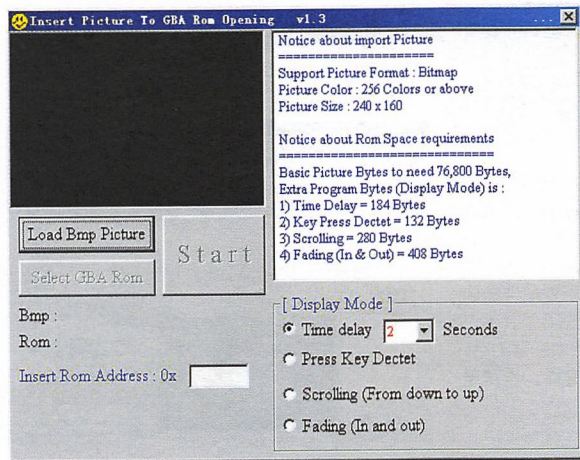 Insert Picture To GBA Rom Opening v1.3 ...
Notice about import Picture
======================
Support Picture Format : Bitmap
Picture Color : 256 Colors or above
Picture Size : 240 x 160
Notice about Rom Space requirements
==============================
Basic Picture Bytes to need 76,800 Bytes,
Extra Program Bytes (Display Mode) is :
1) Time Delay = 184 Bytes
2) Key Press Dectet = 132 Bytes
3) Scrolling = 280 Bytes
4) Fading (In & Out) = 408 Bytes
Load Bmp Picture
Select GBA Rom
Start
Bmp :
Rom :
Insert Rom Address : 0x
[ Display Mode ]
Time delay 2 Seconds
Press Key Dectet
Scrolling (From down to up)
Fading (In and out)